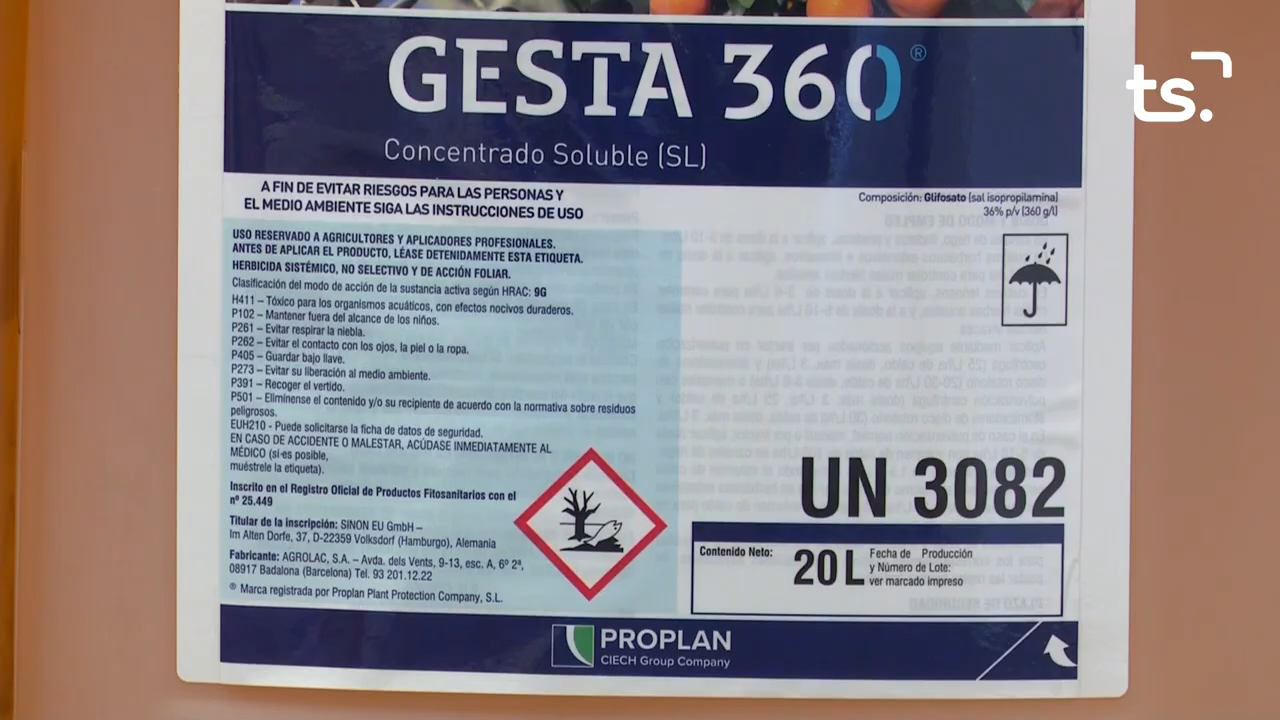 GESTA 360®
ts.
Concentrado Soluble (SL)
A FIN DE EVITAR RIESGOS PARA LAS PERSONAS Y
EL MEDIO AMBIENTE SIGA LAS INSTRUCCIONES DE USO
Composición: Glifosato (sal isopropilamina)
36% p/v (360 g/l)
USO RESERVADO A AGRICULTORES Y APLICADORES PROFESIONALES.
ANTES DE APLICAR EL PRODUCTO, LÉASE DETENIDAMENTE ESTA ETIQUETA.
HERBICIDA SISTÉMICO, NO SELECTIVO Y DE ACCIÓN FOLIAR.
Clasificación del modo de acción de la sustancia activa según HRAC: 9G
H411 – Tóxico para los organismos acuáticos, con efectos nocivos duraderos.
P102 – Mantener fuera del alcance de los niños.
P261 – Evitar respirar la niebla.
P262 – Evitar el contacto con los ojos, la piel o la ropa.
P405 – Guardar bajo llave.
P273 – Evitar su liberación al medio ambiente.
P391 – Recoger el vertido.
P501 – Elimínense el contenido y/o su recipiente de acuerdo con la normativa sobre residuos
peligrosos.
EUH210 - Puede solicitarse la ficha de datos de seguridad.
EN CASO DE ACCIDENTE O MALESTAR, ACÚDASE INMEDIATAMENTE AL
MÉDICO (si es posible,
muéstrele la etiqueta).
Inscrito en el Registro Oficial de Productos Fitosanitarios con el
nº 25.449
Titular de la inscripción: SINON EU GmbH –
Im Alten Dorfe, 37, D-22359 Volksdorf (Hamburgo), Alemania
Fabricante: AGROLAC, S.A. – Avda. dels Vents, 9-13, esc. A, 6º 2ª,
08917 Badalona (Barcelona) Tel. 93 201.12.22
® Marca registrada por Proplan Plant Protection Company, S.L.
UN 3082
Contenido Neto: 20 L
Fecha de Producción
y Número de Lote:
ver marcado impreso
PROPLAN
CIECH Group Company